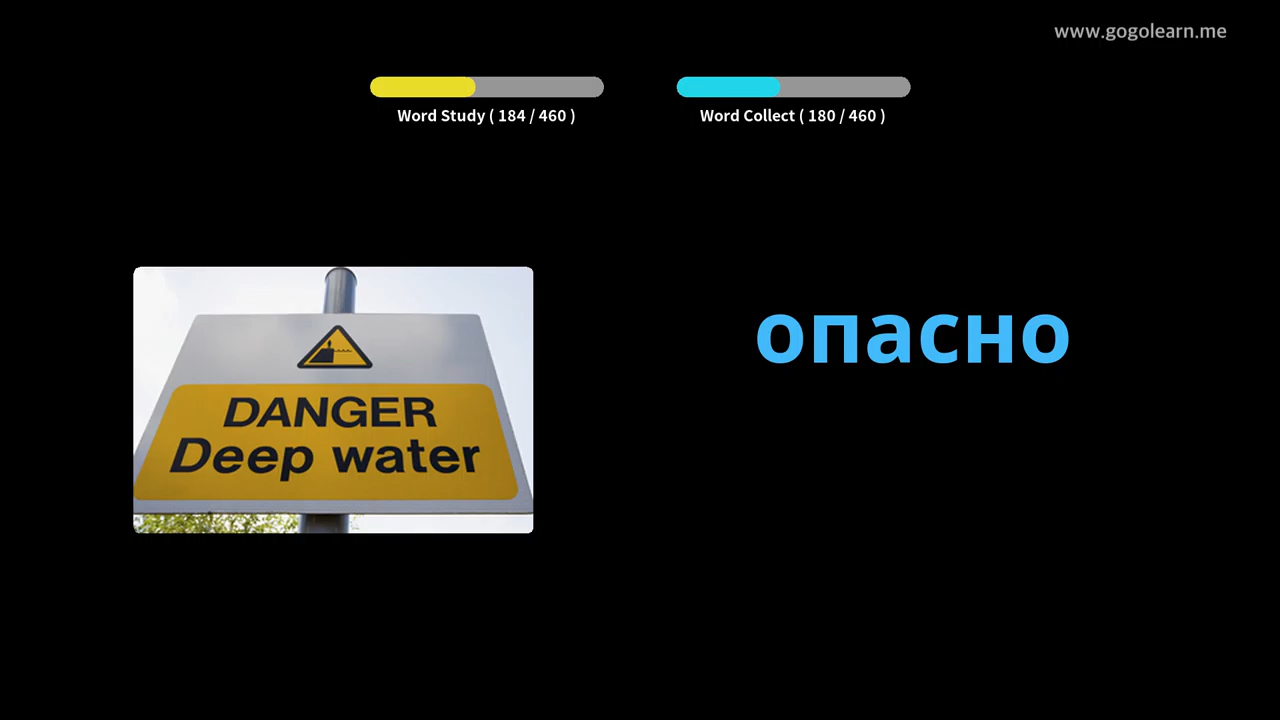 www.gogolearn.me
Word Study ( 184 / 460 )
Word Collect ( 180 / 460 )
DANGER
Deep water
опасно